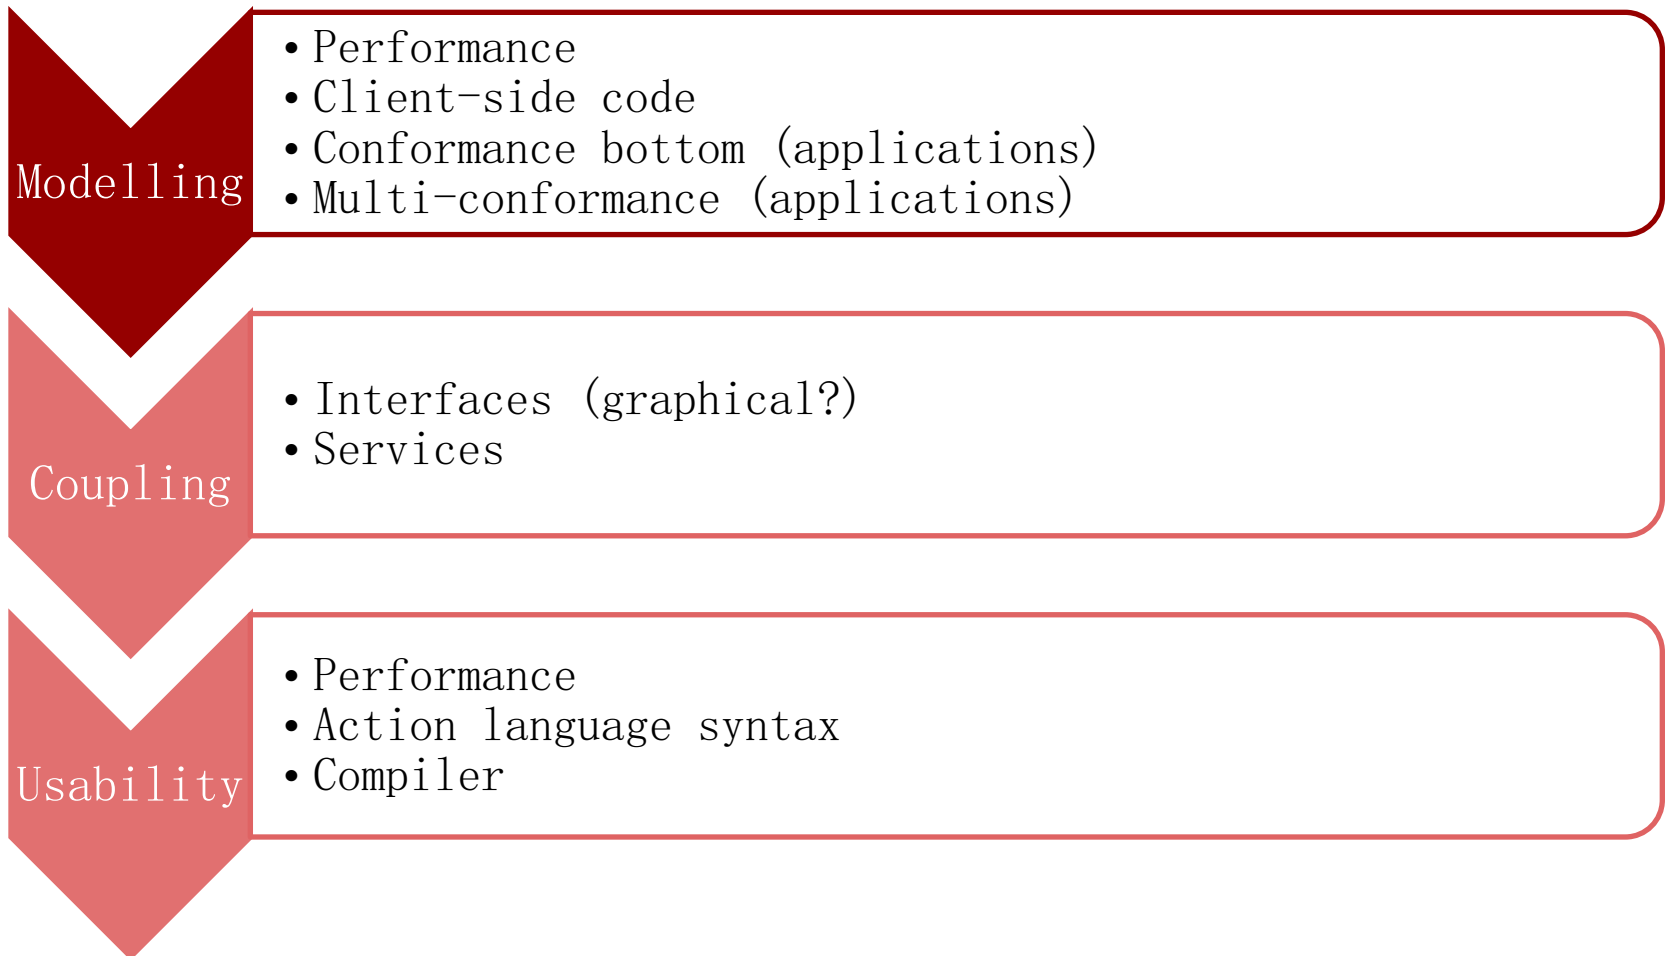 Modelling
• Performance
• Client-side code
• Conformance bottom (applications)
• Multi-conformance (applications)
Coupling
• Interfaces (graphical?)
• Services
Usability
• Performance
• Action language syntax
• Compiler